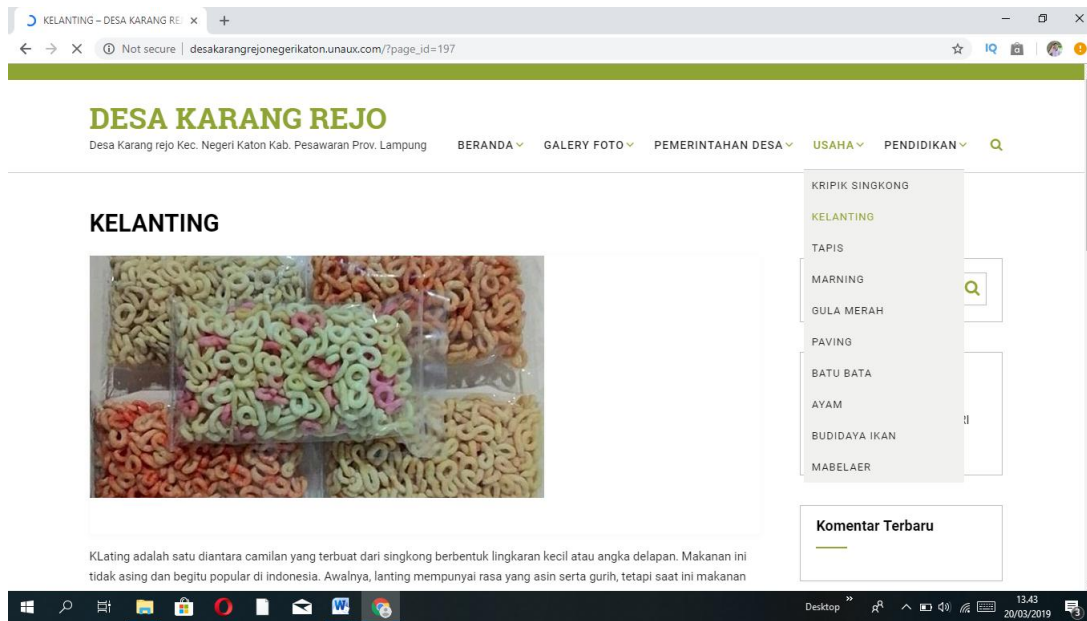 KELANTING – DESA KARANG RE
Not secure | desakarangrejonegerikaton.unaux.com/?page_id=197
IQ
DESA KARANG REJO
Desa Karang rejo Kec. Negeri Katon Kab. Pesawaran Prov. Lampung
BERANDA GALERY FOTO PEMERINTAHAN DESA USAHA PENDIDIKAN
KRIPIK SINGKONG
KELANTING
TAPIS
MARNING
GULA MERAH
PAVING
BATU BATA
AYAM
BUDIDAYA IKAN
MABELAER
KELANTING
Komentar Terbaru
KLating adalah satu diantara camilan yang terbuat dari singkong berbentuk lingkaran kecil atau angka delapan. Makanan ini
tidak asing dan begitu popular di indonesia. Awalnya, lanting mempunyai rasa yang asin serta gurih, tetapi saat ini makanan
Desktop
13.43
20/03/2019
3